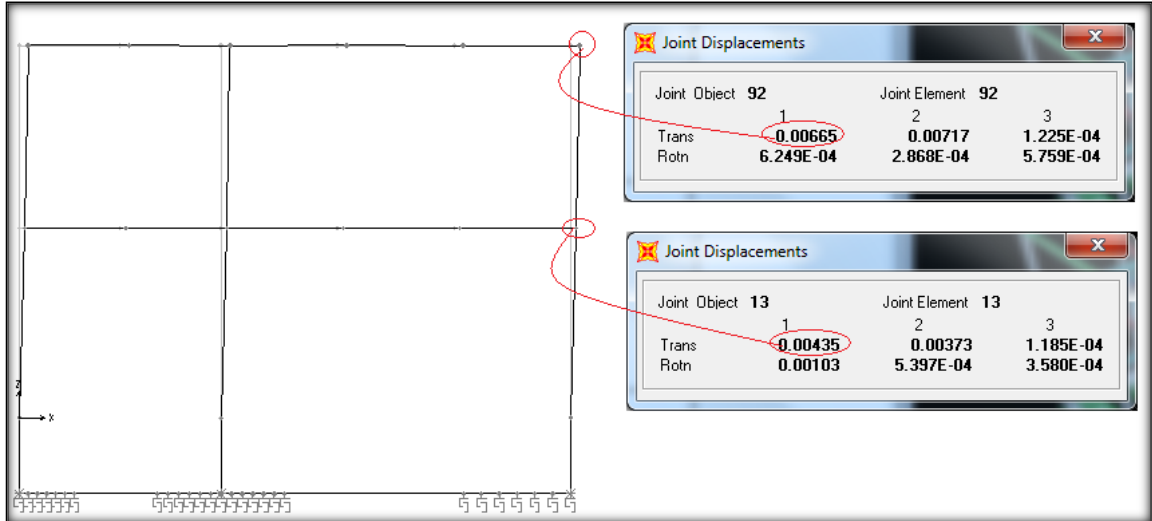 Joint Displacements
Joint Object 92 Joint Element 92
1 2 3
Trans 0.00665 0.00717 1.225E-04
Rotn 6.249E-04 2.868E-04 5.759E-04
Joint Displacements
Joint Object 13 Joint Element 13
1 2 3
Trans 0.00435 0.00373 1.185E-04
Rotn 0.00103 5.397E-04 3.580E-04
Z
X